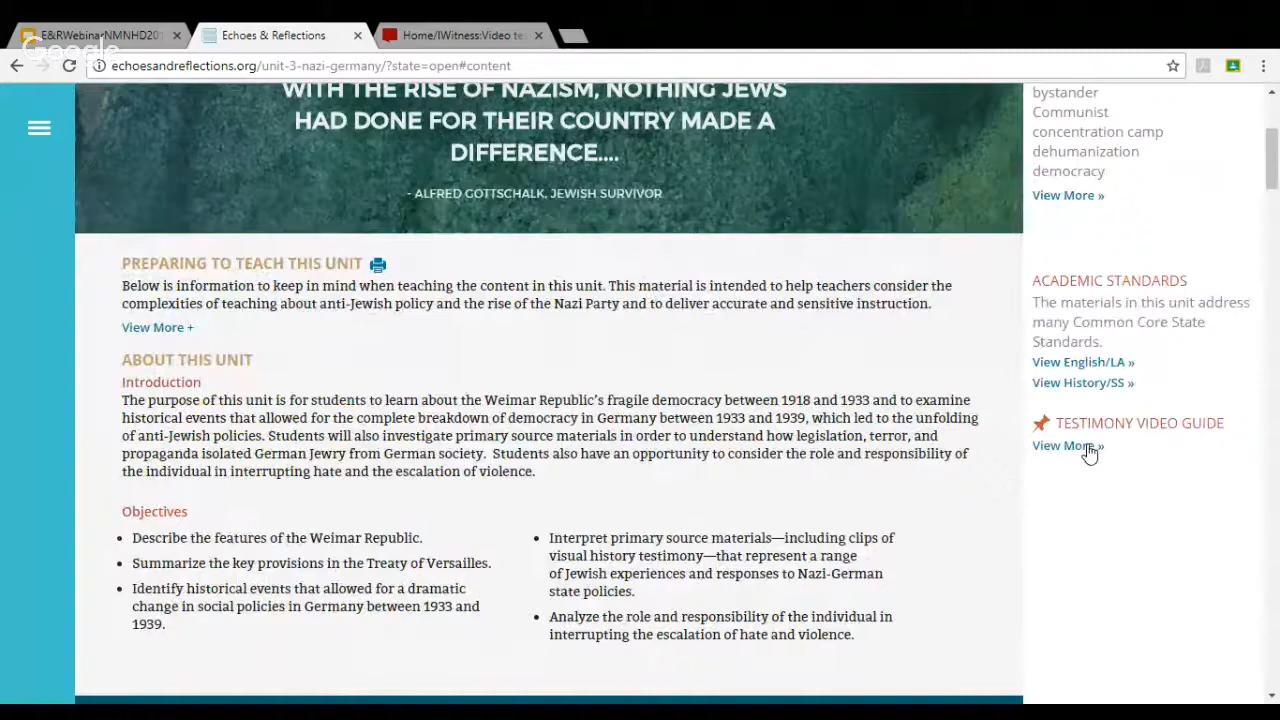 E&RWebinarNMNHD201
Echoes & Reflections
Home/IWitness:Video te
Google
echoesandreflections.org/unit-3-nazi-germany/?state=open#content
WITH THE RISE OF NAZISM, NOTHING JEWS
HAD DONE FOR THEIR COUNTRY MADE A
DIFFERENCE....
- ALFRED GOTTSCHALK, JEWISH SURVIVOR
PREPARING TO TEACH THIS UNIT
Below is information to keep in mind when teaching the content in this unit. This material is intended to help teachers consider the
complexities of teaching about anti-Jewish policy and the rise of the Nazi Party and to deliver accurate and sensitive instruction.
View More +
ABOUT THIS UNIT
Introduction
The purpose of this unit is for students to learn about the Weimar Republic's fragile democracy between 1918 and 1933 and to examine
historical events that allowed for the complete breakdown of democracy in Germany between 1933 and 1939, which led to the unfolding
of anti-Jewish policies. Students will also investigate primary source materials in order to understand how legislation, terror, and
propaganda isolated German Jewry from German society. Students also have an opportunity to consider the role and responsibility of
the individual in interrupting hate and the escalation of violence.
Objectives
• Describe the features of the Weimar Republic.
• Summarize the key provisions in the Treaty of Versailles.
• Identify historical events that allowed for a dramatic
change in social policies in Germany between 1933 and
1939.
• Interpret primary source materials—including clips of
visual history testimony—that represent a range
of Jewish experiences and responses to Nazi-German
state policies.
• Analyze the role and responsibility of the individual in
interrupting the escalation of hate and violence.
bystander
Communist
concentration camp
dehumanization
democracy
View More »
ACADEMIC STANDARDS
The materials in this unit address
many Common Core State
Standards.
View English/LA »
View History/SS »
TESTIMONY VIDEO GUIDE
View More »